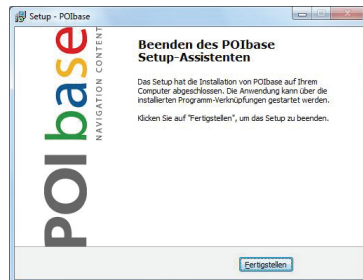 Setup - POIbase
POIbase
NAVIGATION CONTENT
Beenden des POIbase
Setup-Assistenten
Das Setup hat die Installation von POIbase auf Ihrem
Computer abgeschlossen. Die Anwendung kann über die
installierten Programm-Verknüpfungen gestartet werden.
Klicken Sie auf "Fertigstellen", um das Setup zu beenden.
Fertigstellen